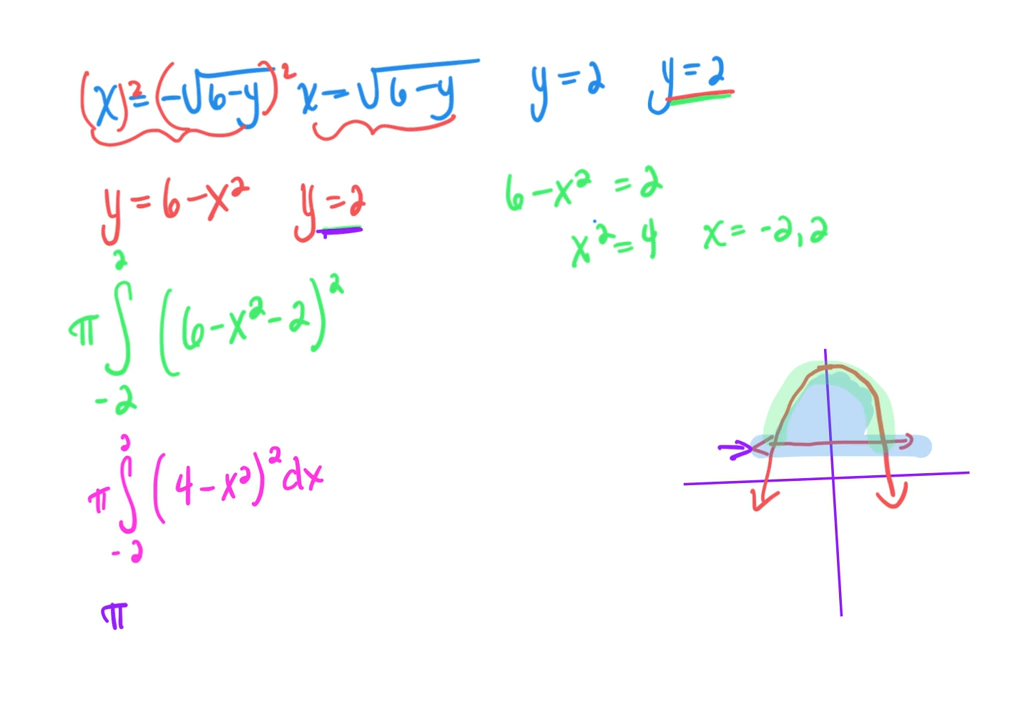 (x)² = (-√(6-y))² x = √(6-y) y = 2 y = 2
y = 6 - x² y = 2 6 - x² = 2
x² = 4 x = -2, 2
π ∫_{-2}^{2} ((6 - x² - 2)²
π ∫_{-2}^{2} (4 - x²)² dx
π